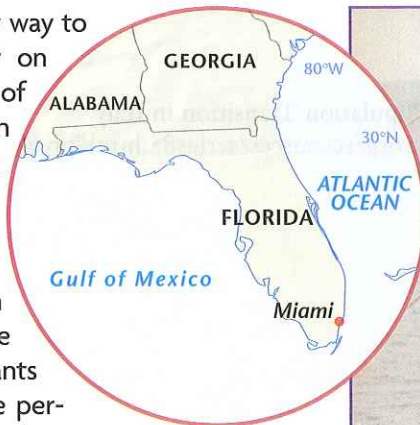 way to
on
of
ants
per-
GEORGIA
80°W
ALABAMA
30°N
ATLANTIC
OCEAN
FLORIDA
Gulf of Mexico
Miami